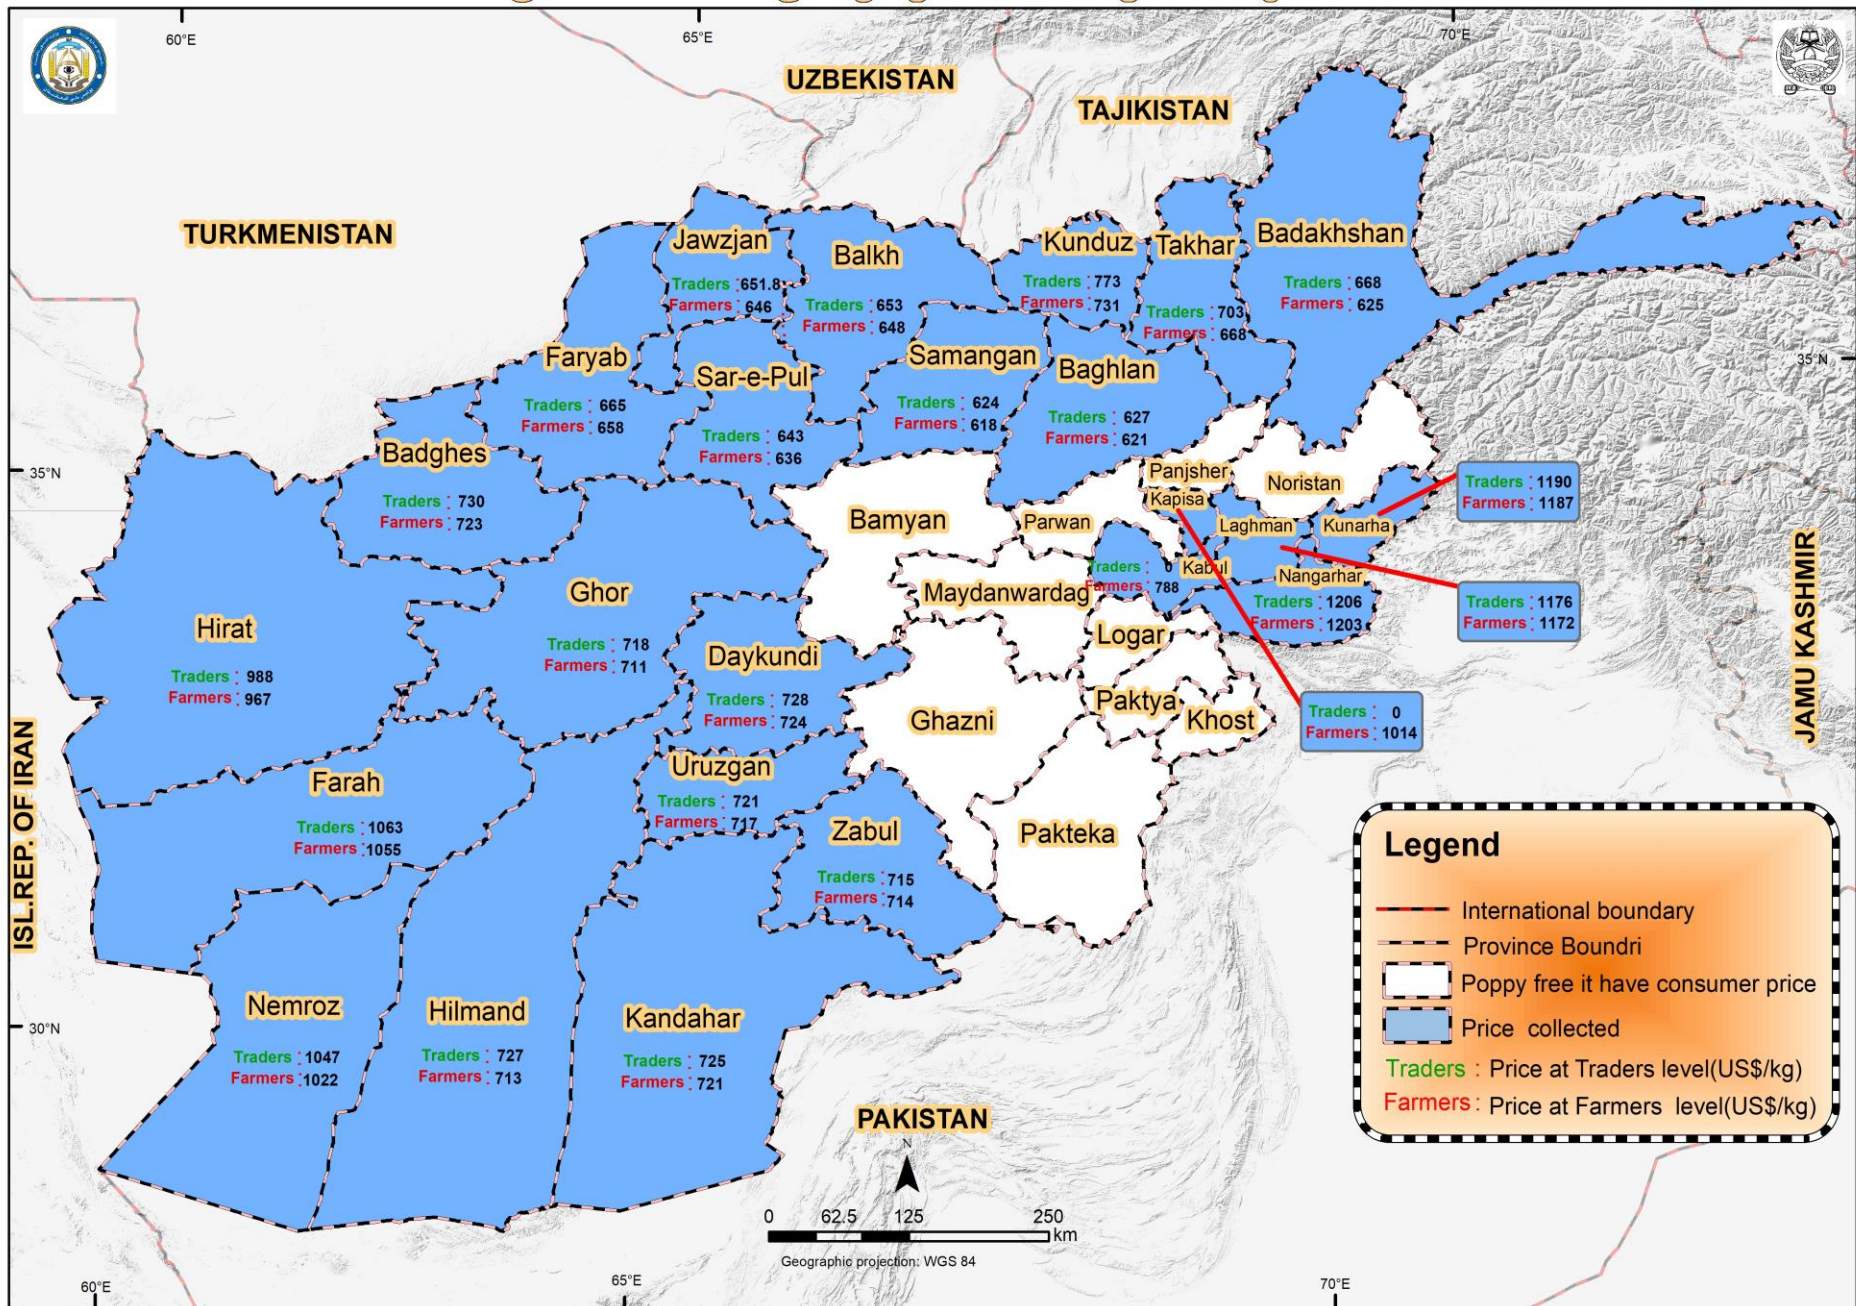 60°E
65°E
70°E
UZBEKISTAN
TAJIKISTAN
TURKMENISTAN
Jawzjan
Traders : 651.8
Farmers : 646
Balkh
Traders : 653
Farmers : 648
Kunduz
Traders : 773
Farmers : 731
Takhar
Traders : 703
Farmers : 668
Badakhshan
Traders : 668
Farmers : 625
35°N
Faryab
Traders : 665
Farmers : 658
Sar-e-Pul
Traders : 643
Farmers : 636
Samangan
Traders : 624
Farmers : 618
Baghlan
Traders : 627
Farmers : 621
35°N
Badghes
Traders : 730
Farmers : 723
Panjsher
Kapisa
Noristan
Traders : 1190
Farmers : 1187
Bamyan
Parwan
Laghman
Kunarha
Kabul
Traders : 0
Farmers : 788
Nangarhar
Traders : 1206
Farmers : 1203
Traders : 1176
Farmers : 1172
JAMU KASHMIR
Ghor
Traders : 718
Farmers : 711
Maydanwardag
Hirat
Traders : 988
Farmers : 967
Logar
Daykundi
Traders : 728
Farmers : 724
Ghazni
Paktya
Khost
Traders : 0
Farmers : 1014
ISL.REP. OF IRAN
Farah
Traders : 1063
Farmers : 1055
Uruzgan
Traders : 721
Farmers : 717
Zabul
Traders : 715
Farmers : 714
Pakteka
Legend
International boundary
Province Boundri
Poppy free it have consumer price
Price collected
Traders : Price at Traders level(US$/kg)
Farmers : Price at Farmers level(US$/kg)
30°N
Nemroz
Traders : 1047
Farmers : 1022
Hilmand
Traders : 727
Farmers : 713
Kandahar
Traders : 725
Farmers : 721
30°N
PAKISTAN
N
0 62.5 125 250
km
Geographic projection: WGS 84
60°E
65°E
70°E